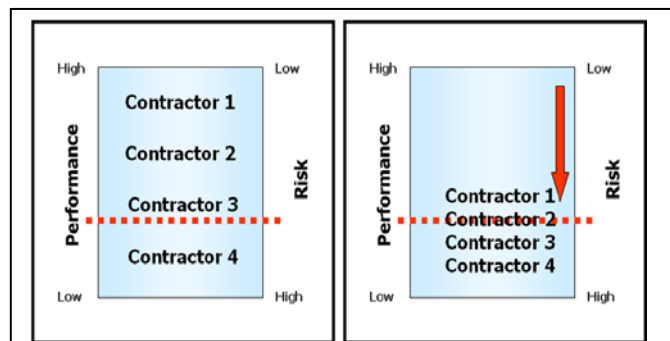 High
Low
Contractor 1
Contractor 2
Contractor 3
Contractor 4
Performance
Risk
Low
High
High
Low
Contractor 1
Contractor 2
Contractor 3
Contractor 4
Performance
Risk
Low
High